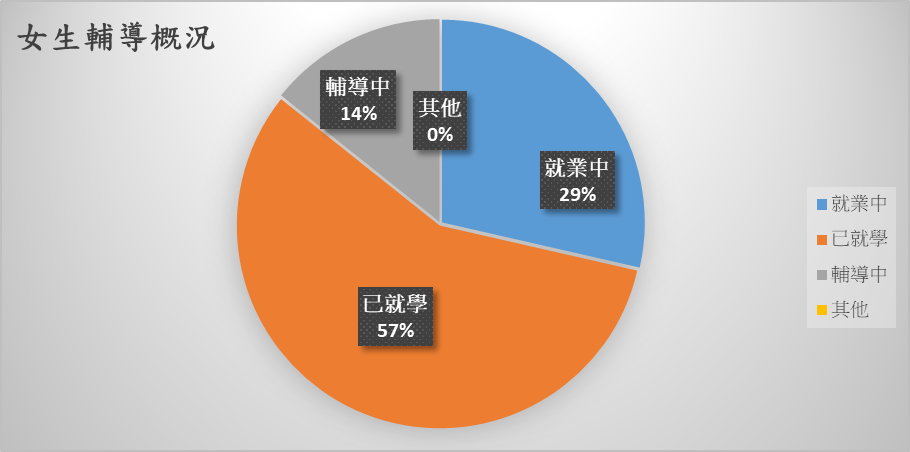 女生輔導概況
輔導中
14%
其他
0%
就業中
29%
已就學
57%
就業中
已就學
輔導中
其他